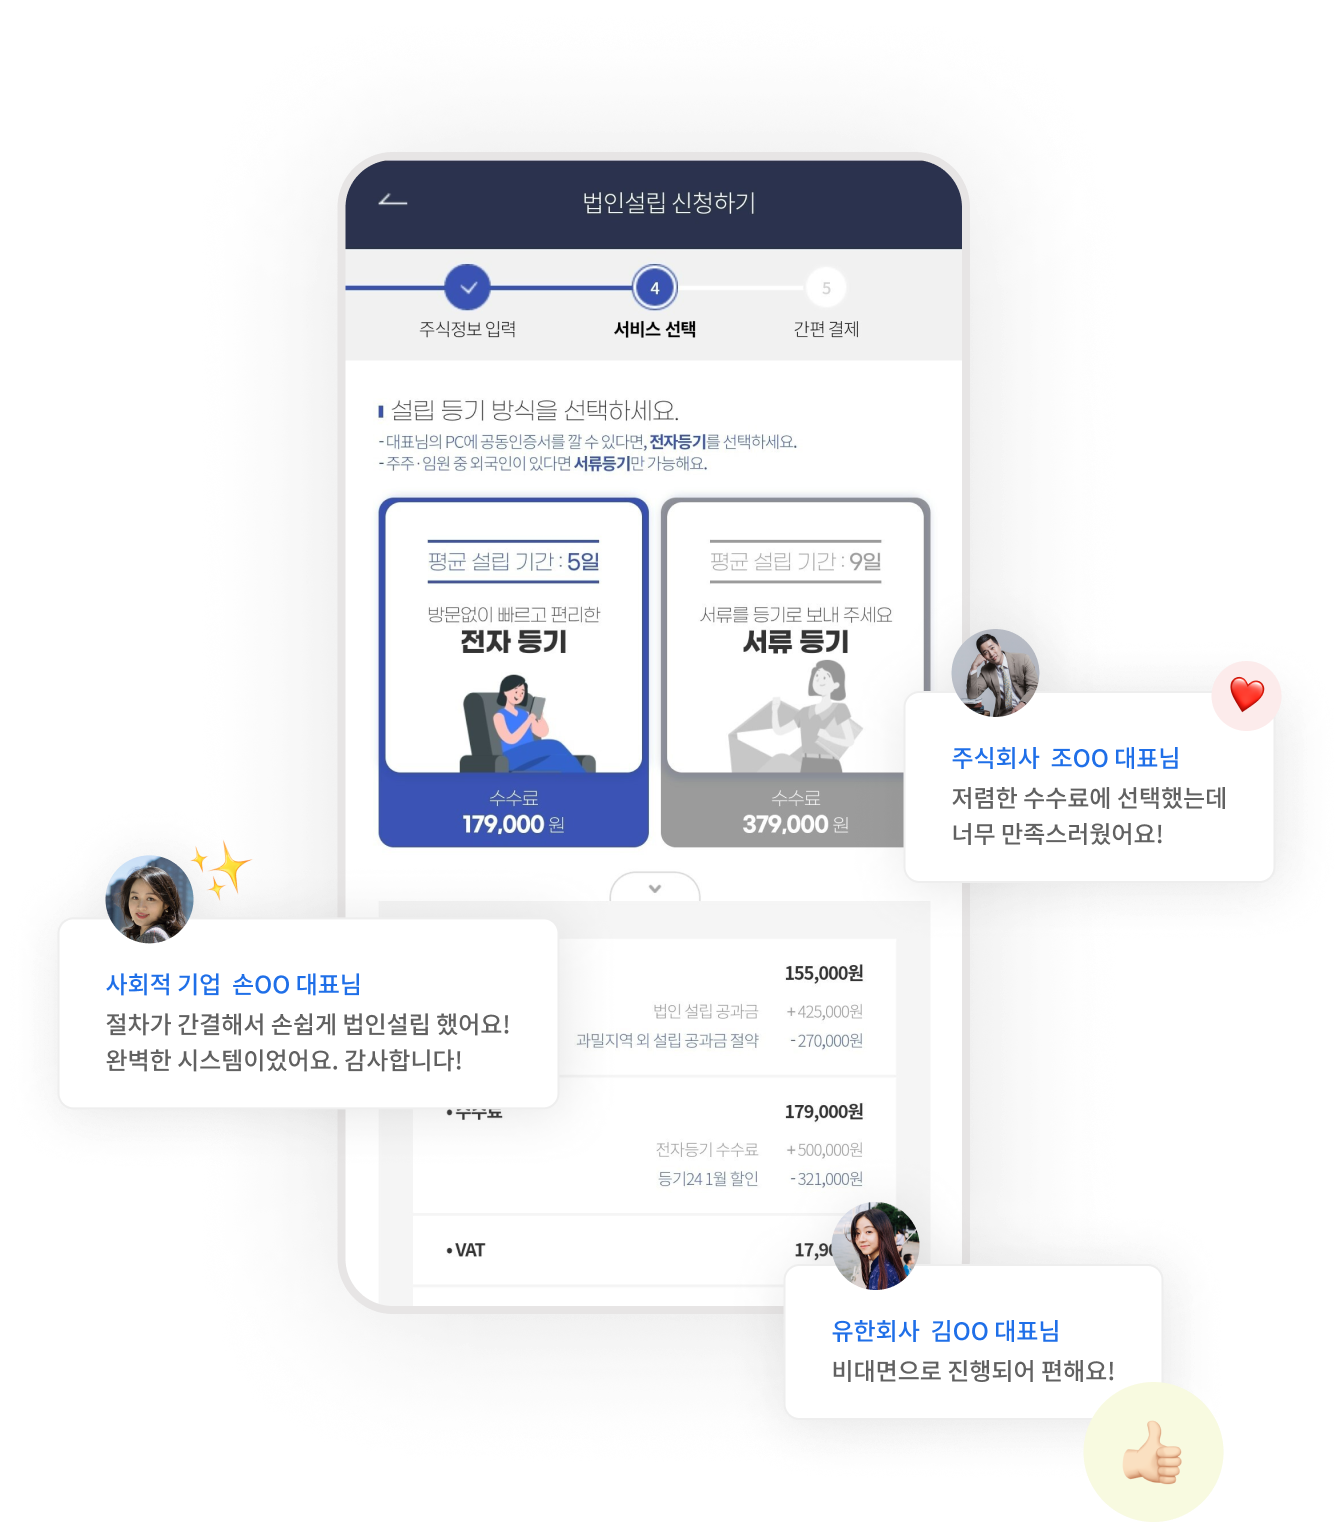 법인설립 신청하기
4
5
주식정보 입력
서비스 선택
간편 결제
설립 등기 방식을 선택하세요.
- 대표님의 PC에 공동인증서를 깔 수 있다면, 전자등기를 선택하세요.
- 주주·임원 중 외국인이 있다면 서류등기만 가능해요.
평균 설립 기간 : 5일
방문없이 빠르고 편리한
전자 등기
수수료
179,000 원
평균 설립 기간 : 9일
서류를 등기로 보내 주세요
서류 등기
수수료
379,000 원
주식회사 조OO 대표님
저렴한 수수료에 선택했는데
너무 만족스러웠어요!
사회적 기업 손OO 대표님
절차가 간결해서 손쉽게 법인설립 했어요!
완벽한 시스템이었어요. 감사합니다!
155,000원
법인 설립 공과금 + 425,000원
과밀지역 외 설립 공과금 절약 - 270,000원
• 수수료 179,000원
전자등기 수수료 + 500,000원
등기24 1월 할인 - 321,000원
• VAT 17,90
유한회사 김OO 대표님
비대면으로 진행되어 편해요!